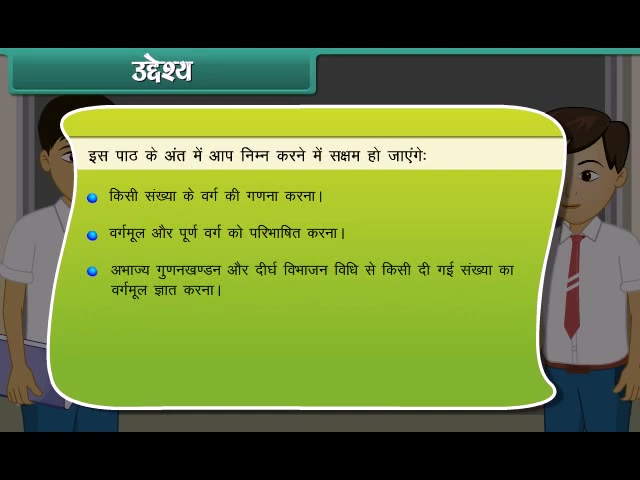 उद्देश्य
इस पाठ के अंत में आप निम्न करने में सक्षम हो जाएंगेः
किसी संख्या के वर्ग की गणना करना।
वर्गमूल और पूर्ण वर्ग को परिभाषित करना।
अभाज्य गुणनखण्डन और दीर्घ विभाजन विधि से किसी दी गई संख्या का
वर्गमूल ज्ञात करना।